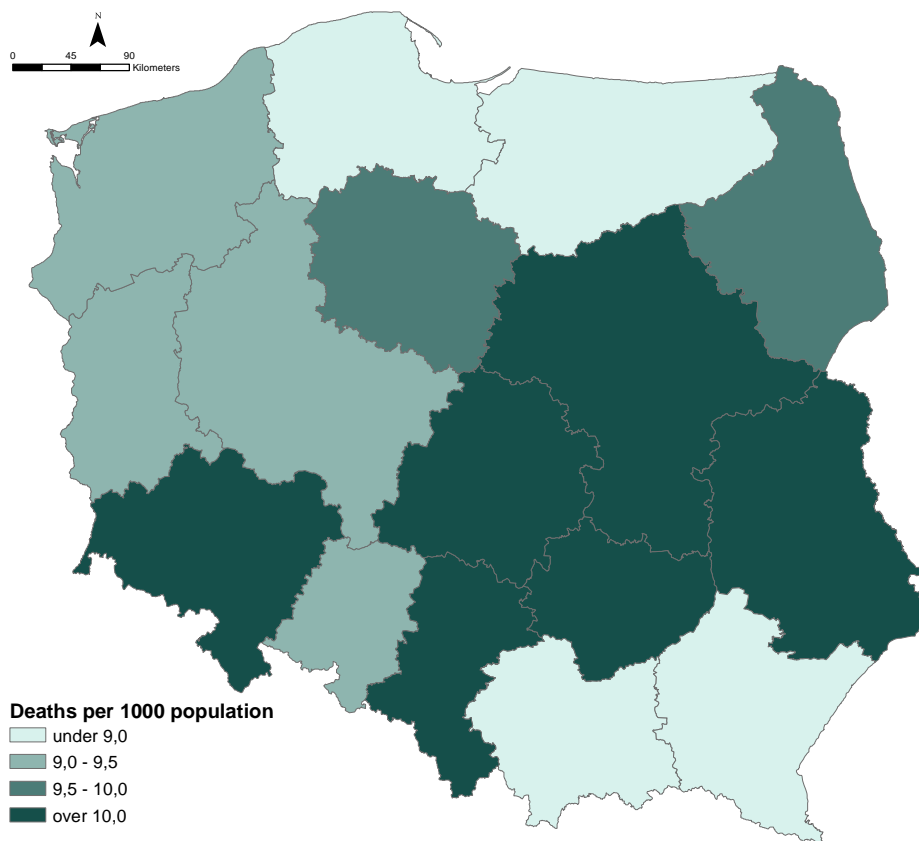 N
0 45 90
Kilometers
Deaths per 1000 population
under 9,0
9,0 - 9,5
9,5 - 10,0
over 10,0